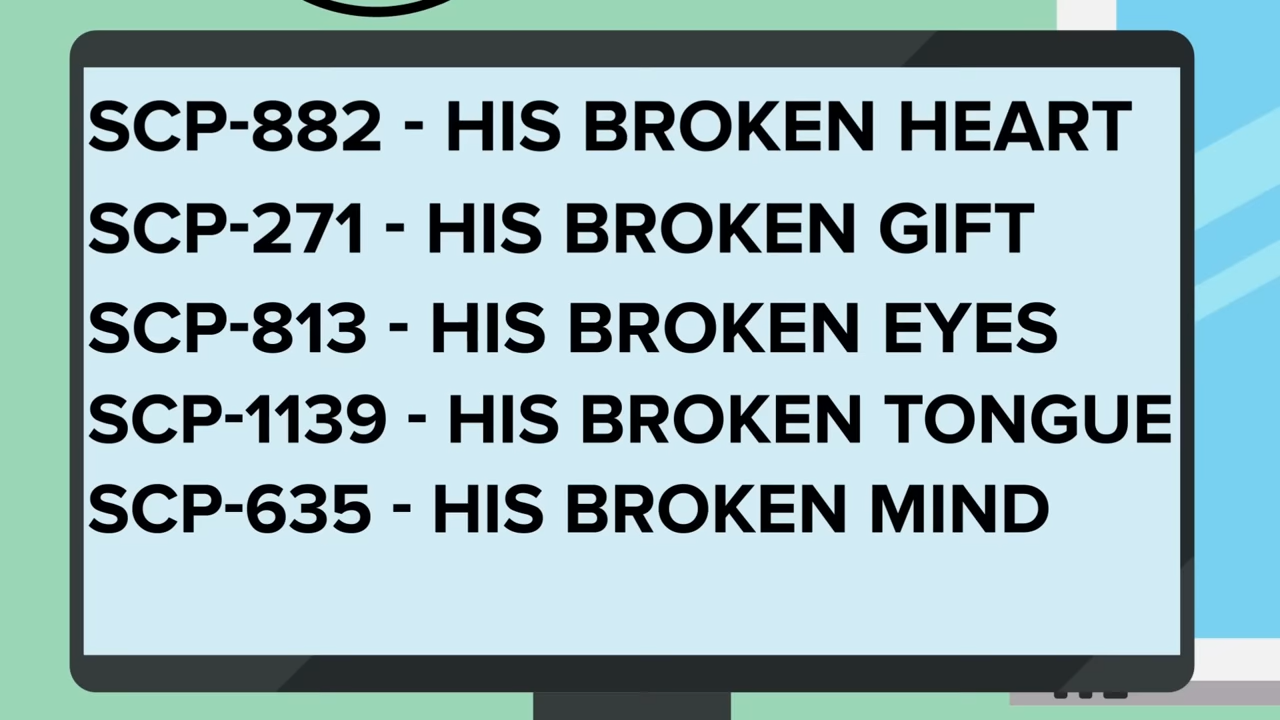 SCP-882 - HIS BROKEN HEART
SCP-271 - HIS BROKEN GIFT
SCP-813 - HIS BROKEN EYES
SCP-1139 - HIS BROKEN TONGUE
SCP-635 - HIS BROKEN MIND